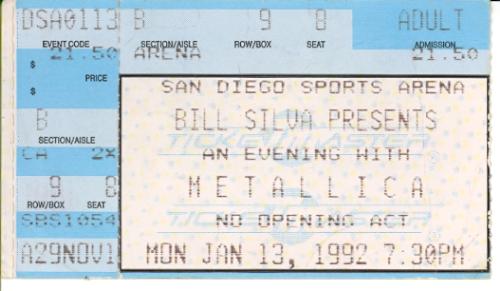 DSA0113 B 9 8 ADULT
EVENT CODE SECTION/AISLE ROW/BOX SEAT ADMISSION
21.50 ARENA 21.50
$ PRICE
$
SAN DIEGO SPORTS ARENA
BILL SILVA PRESENTS
B
SECTION/AISLE
AN EVENING WITH
CA 2X
METALLICA
9 8
ROW/BOX SEAT
TICKETMASTER
NO OPENING ACT
SBS1054
A29NOV1 MON JAN 13, 1992 7:30PM